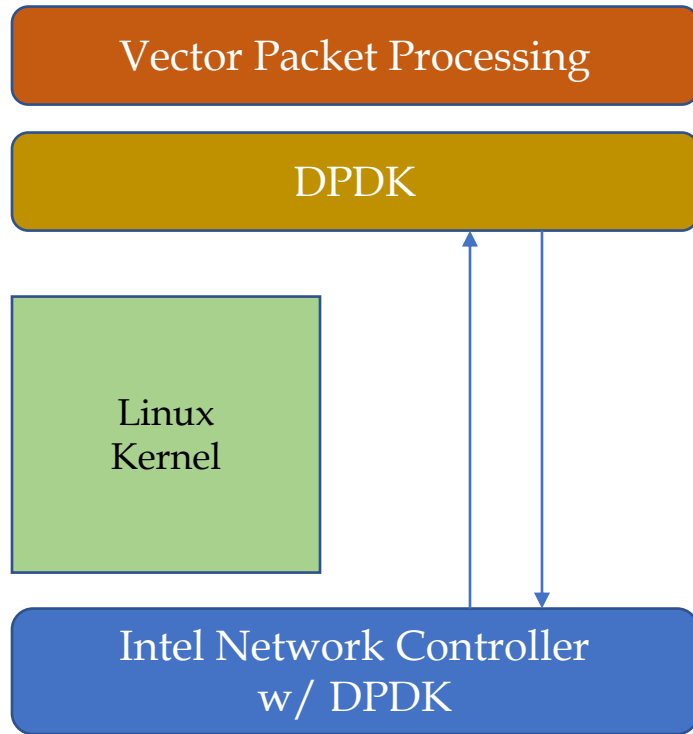 Vector Packet Processing
DPDK
Linux
Kernel
Intel Network Controller
w/ DPDK